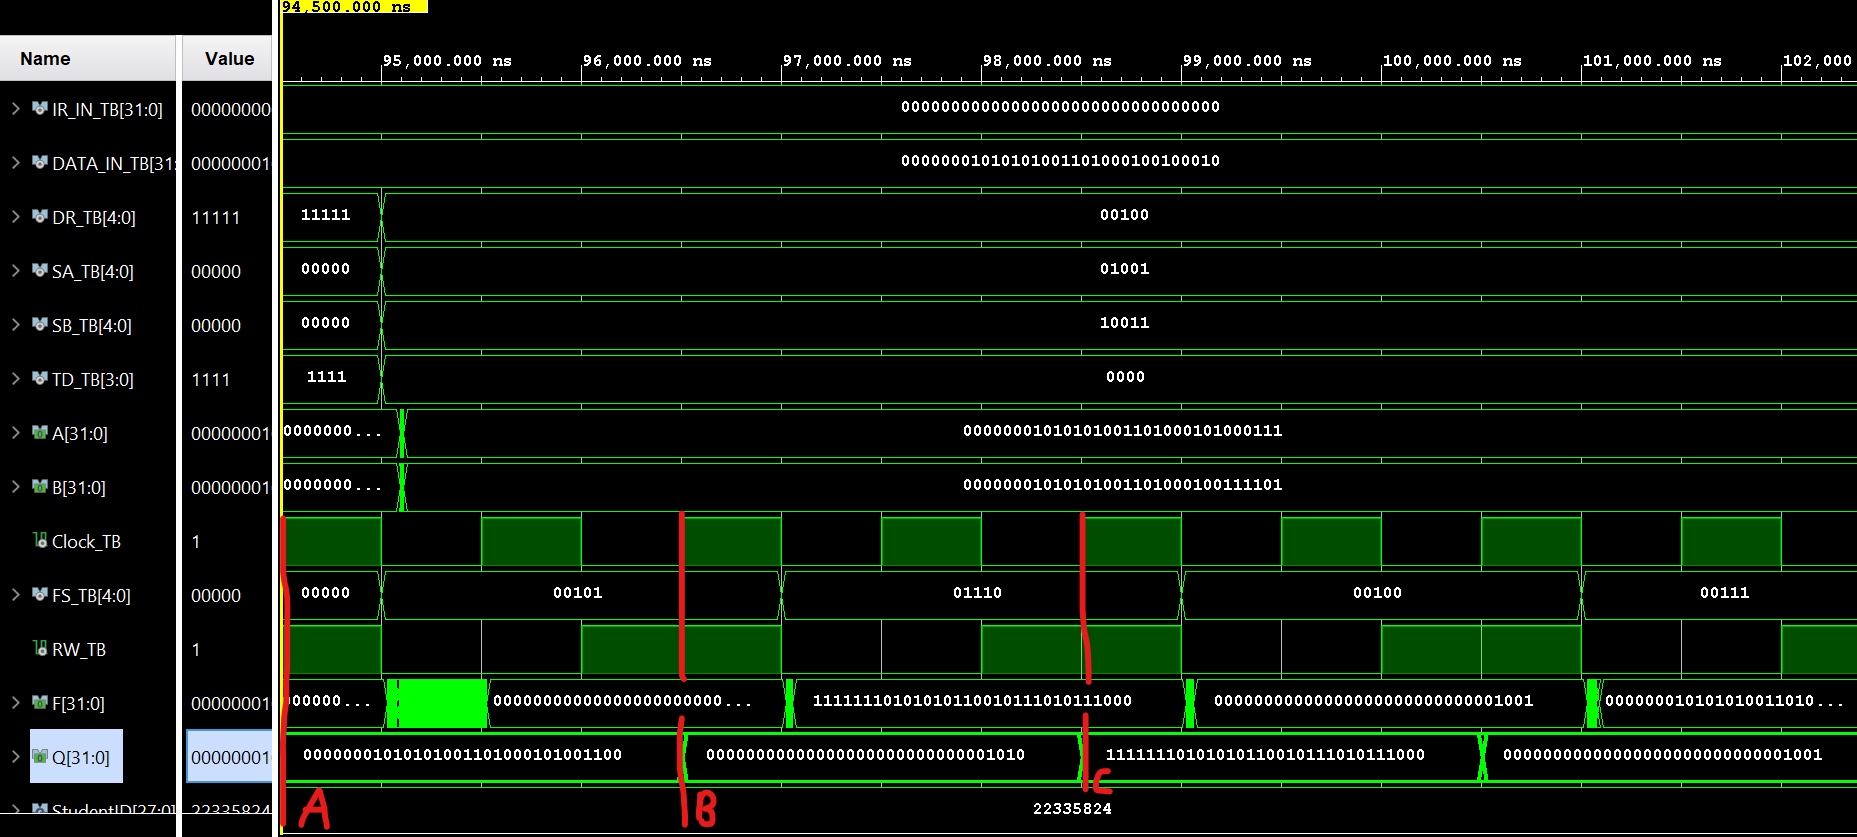 94,500.000 ns
Name Value
95,000.000 ns 96,000.000 ns 97,000.000 ns 98,000.000 ns 99,000.000 ns 100,000.000 ns 101,000.000 ns 102,000
IR_IN_TB[31:0] 00000000 00000000000000000000000000000000
DATA_IN_TB[31: 00000001 00000001010101001101000100100010
DR_TB[4:0] 11111 11111 00100
SA_TB[4:0] 00000 00000 01001
SB_TB[4:0] 00000 00000 10011
TD_TB[3:0] 1111 1111 0000
A[31:0] 00000001 0000000... 00000001010101001101000101000111
B[31:0] 00000001 0000000... 00000001010101001101000100111101
Clock_TB 1
FS_TB[4:0] 00000 00000 00101 01110 00100 00111
RW_TB 1
F[31:0] 00000001 000000... 00000000000000000000000... 11111110101010110010111010111000 00000000000000000000000000001001 000000010101010011010...
Q[31:0] 00000001 00000001010101001101000101001100 00000000000000000000000000001010 11111110101010110010111010111000 00000000000000000000000000001001
StudentID[27:0] 22335824 22335824
A B C